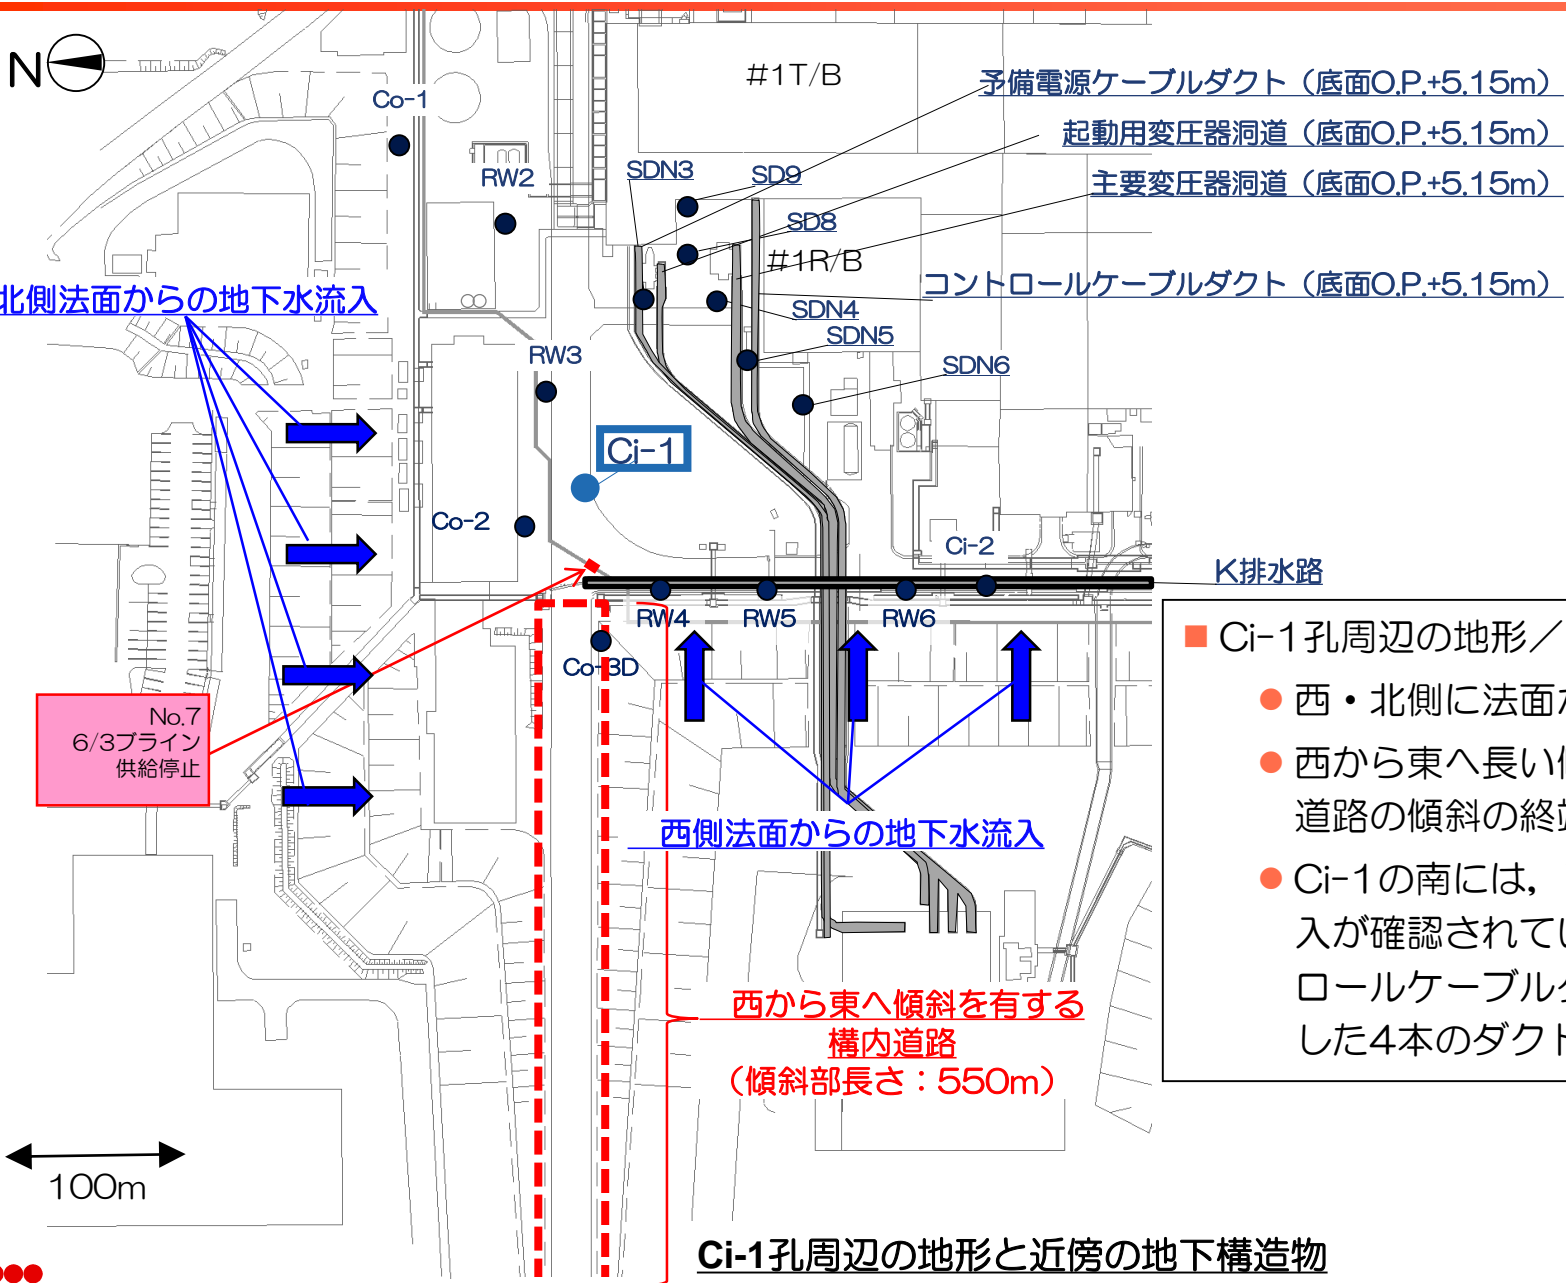 N
#1T/B
予備電源ケーブルダクト（底面O.P.+5.15m）
Co-1
起動用変圧器洞道（底面O.P.+5.15m）
RW2
SDN3
SD9
主要変圧器洞道（底面O.P.+5.15m）
SD8
#1R/B
北側法面からの地下水流入
コントロールケーブルダクト（底面O.P.+5.15m）
SDN4
SDN5
RW3
SDN6
Ci-1
Co-2
Ci-2
K排水路
RW4
RW5
RW6
Co-3D
No.7
6/3ブライン
供給停止
■ Ci-1孔周辺の地形／
● 西・北側に法面
● 西から東へ長い
道路の傾斜の終
● Ci-1の南には，
入が確認されてい
ロールケーブル
した4本のダクト
西側法面からの地下水流入
西から東へ傾斜を有する
構内道路
（傾斜部長さ：550m）
100m
Ci-1孔周辺の地形と近傍の地下構造物